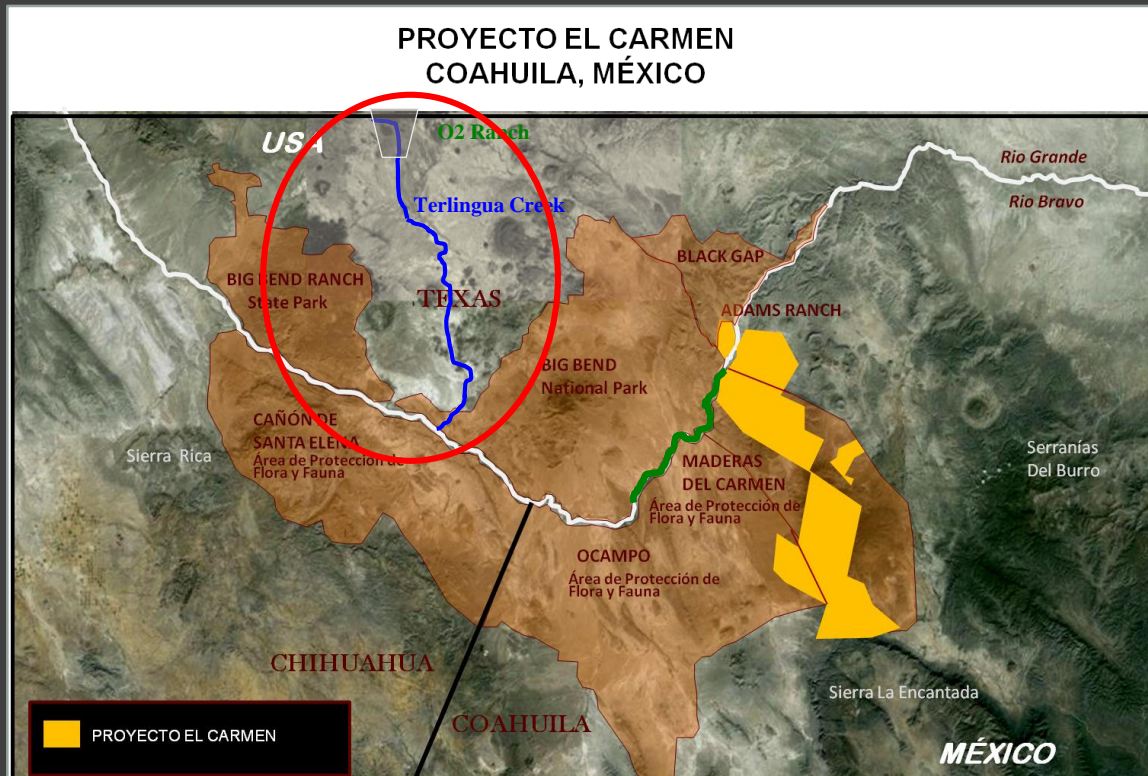 PROYECTO EL CARMEN
COAHUILA, MÉXICO
USA
O2 Ranch
Rio Grande
Rio Bravo
Terlingua Creek
BLACK GAP
BIG BEND RANCH
State Park
TEXAS
ADAMS RANCH
BIG BEND
National Park
CAÑÓN DE
SANTA ELENA
Área de Protección de
Flora y Fauna
Sierra Rica
MADERAS
DEL CARMEN
Área de Protección de
Flora y Fauna
Serranías
Del Burro
OCAMPO
Área de Protección de
Flora y Fauna
CHIHUAHUA
COAHUILA
Sierra La Encantada
PROYECTO EL CARMEN
MÉXICO